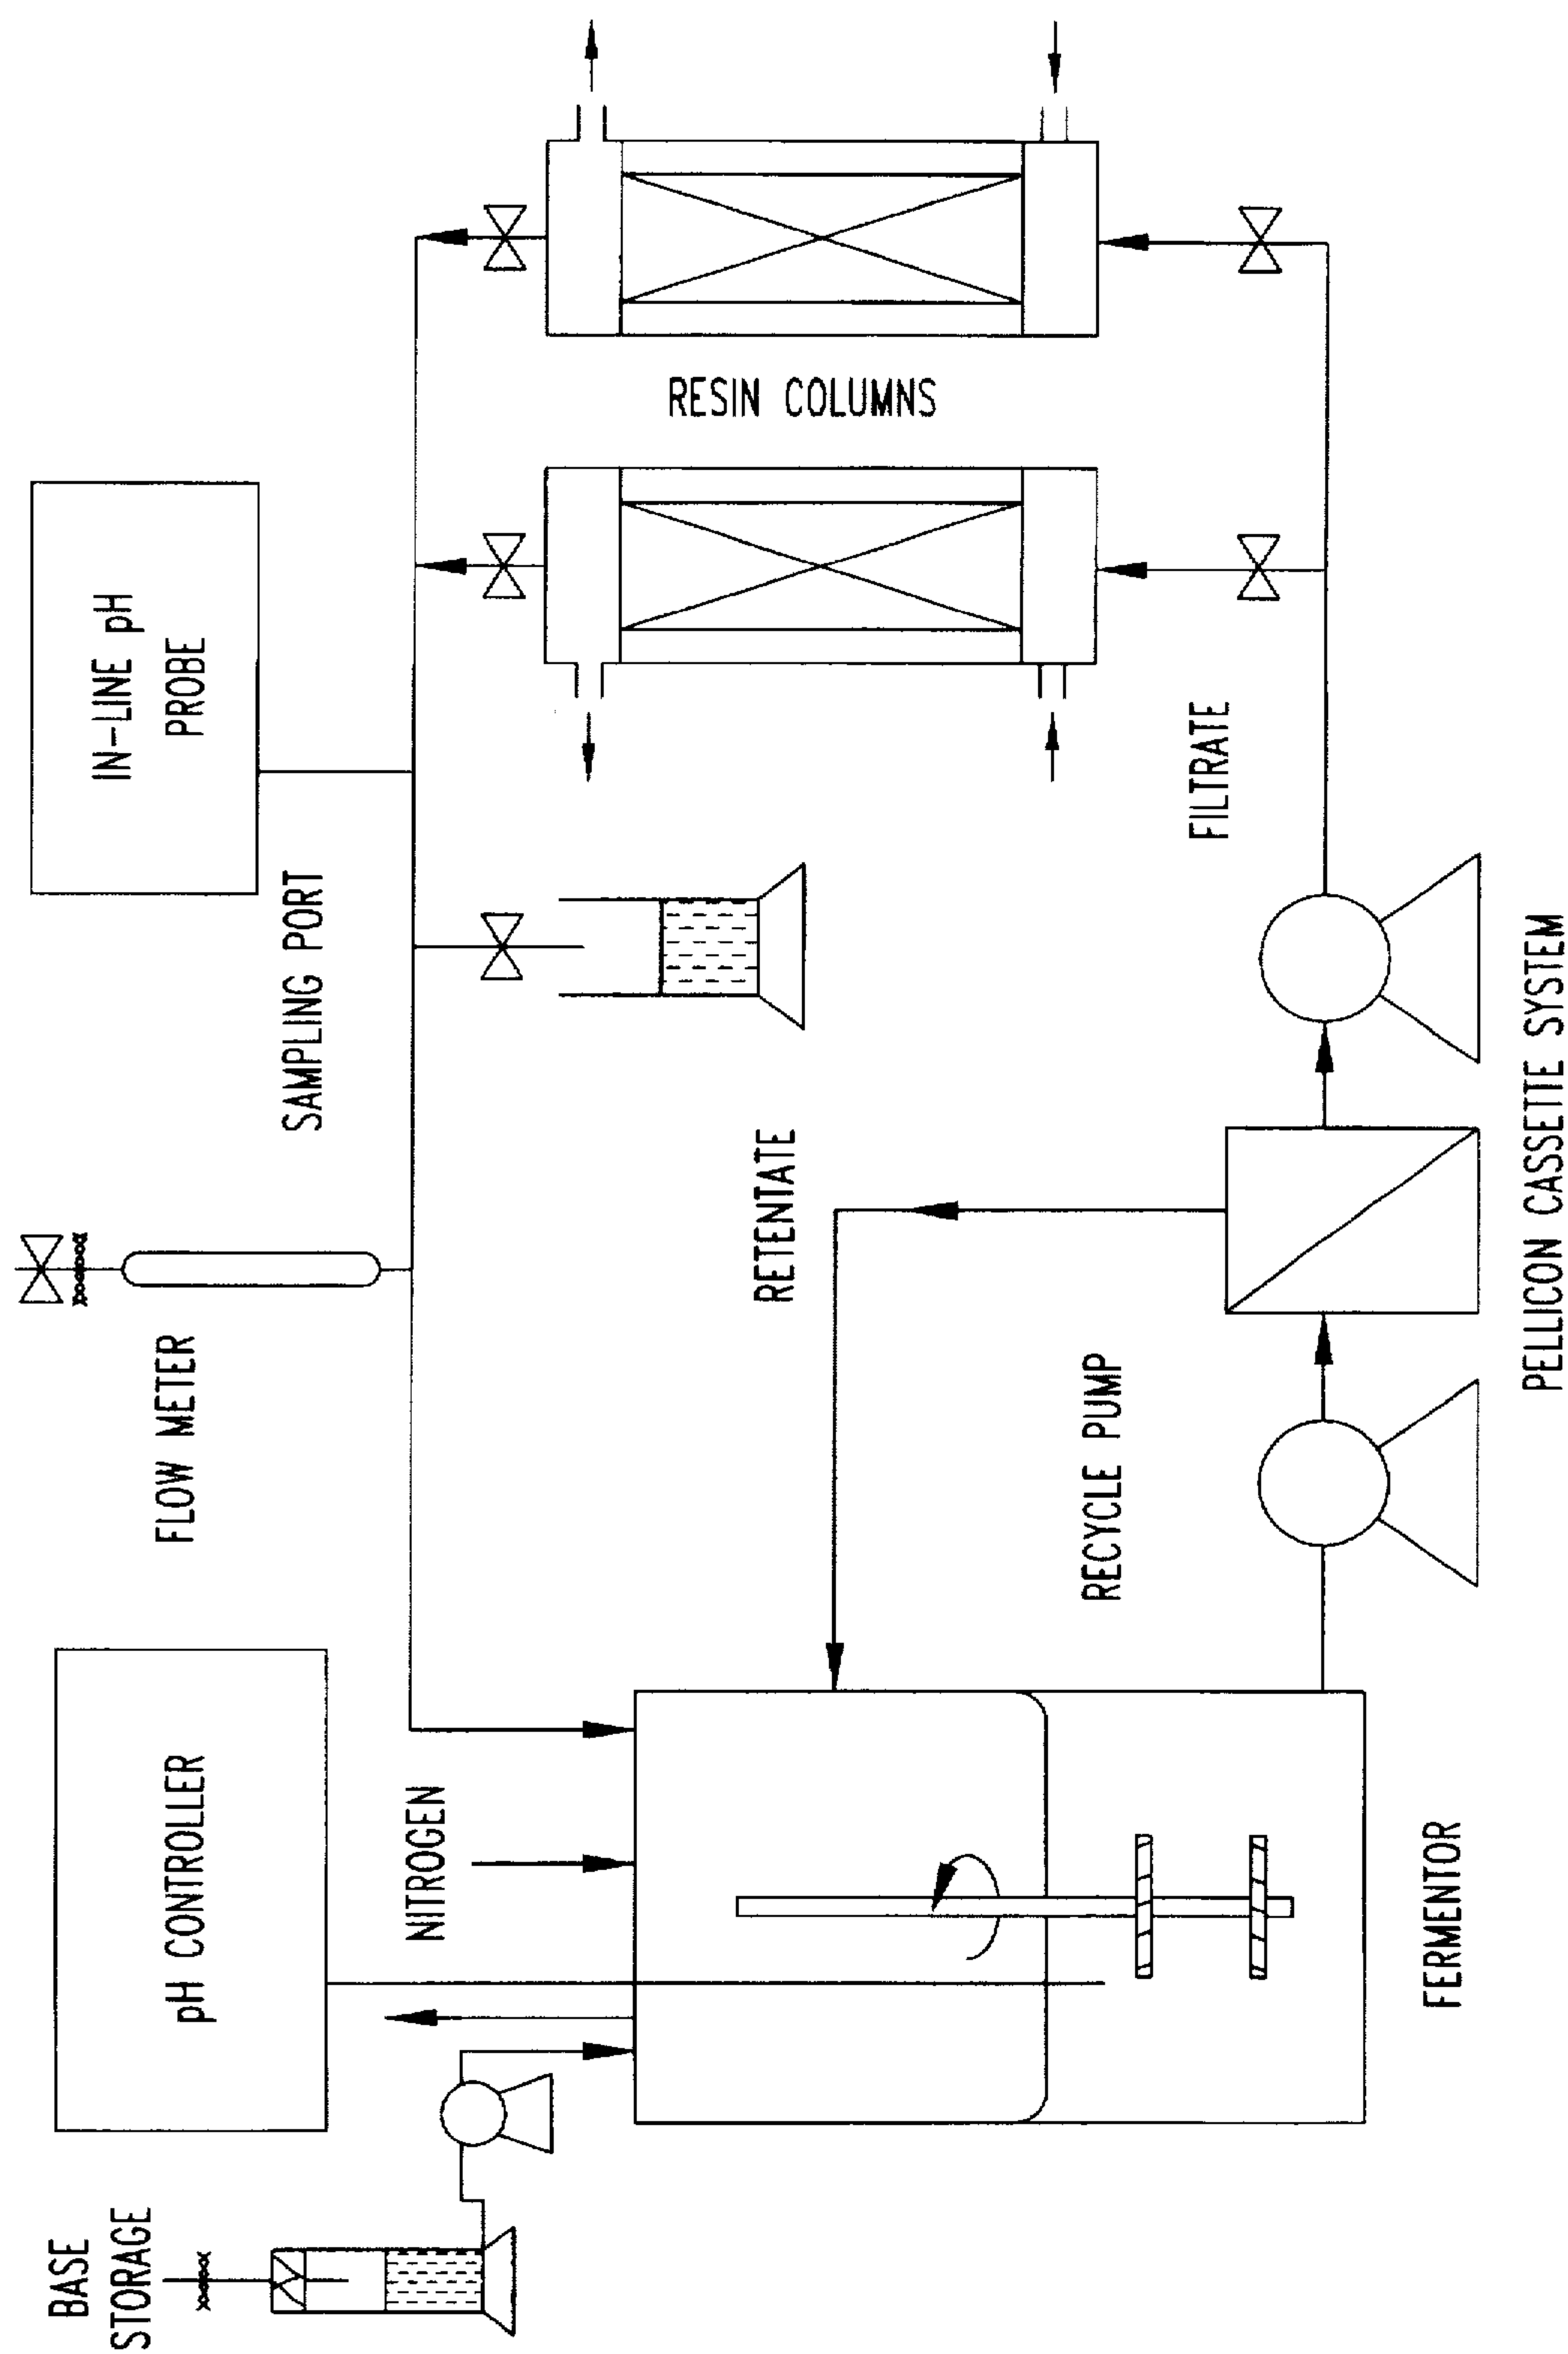 BASE
STORAGE
pH CONTROLLER
NITROGEN
FERMENTOR
FLOW METER
RECYCLE PUMP
RETENTATE
SAMPLING PORT
PELLICON CASSETTE SYSTEM
IN-LINE pH
PROBE
FILTRATE
RESIN COLUMNS